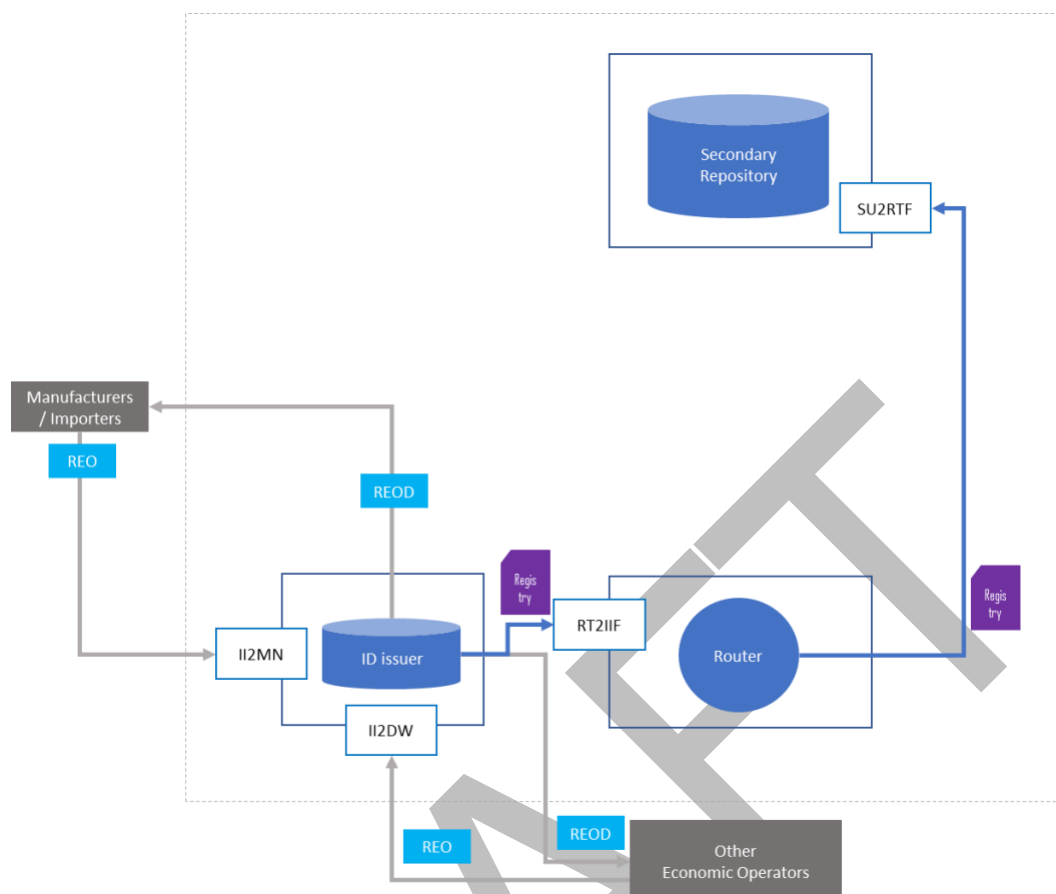 Secondary
Repository
SU2RTF
Manufacturers
/ Importers
REO
REOD
Regis
try
Regis
try
RT2IIF
II2MN
ID issuer
Router
II2DW
REO
REOD
Other
Economic Operators